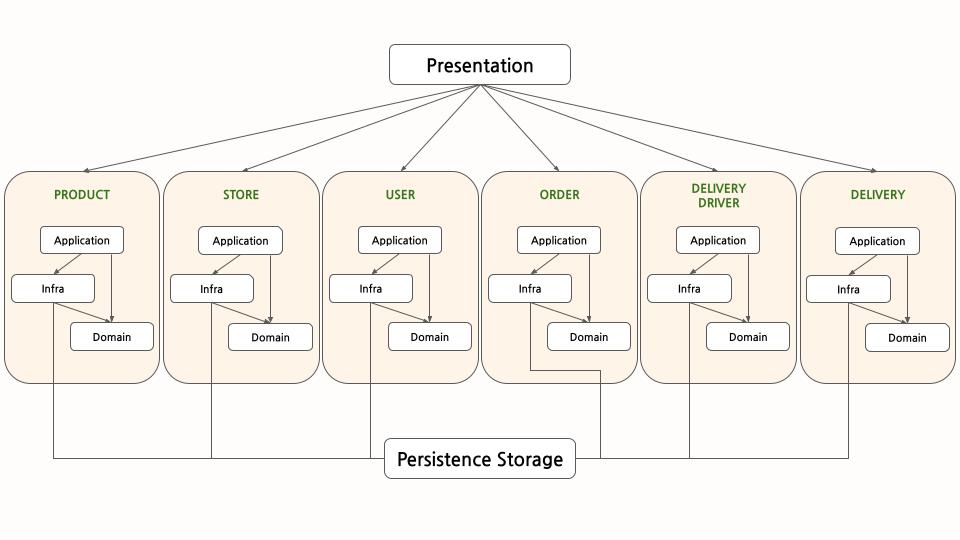 Presentation
PRODUCT
STORE
USER
ORDER
DELIVERY
DRIVER
DELIVERY
Application
Application
Application
Application
Application
Application
Infra
Infra
Infra
Infra
Infra
Infra
Domain
Domain
Domain
Domain
Domain
Domain
Persistence Storage